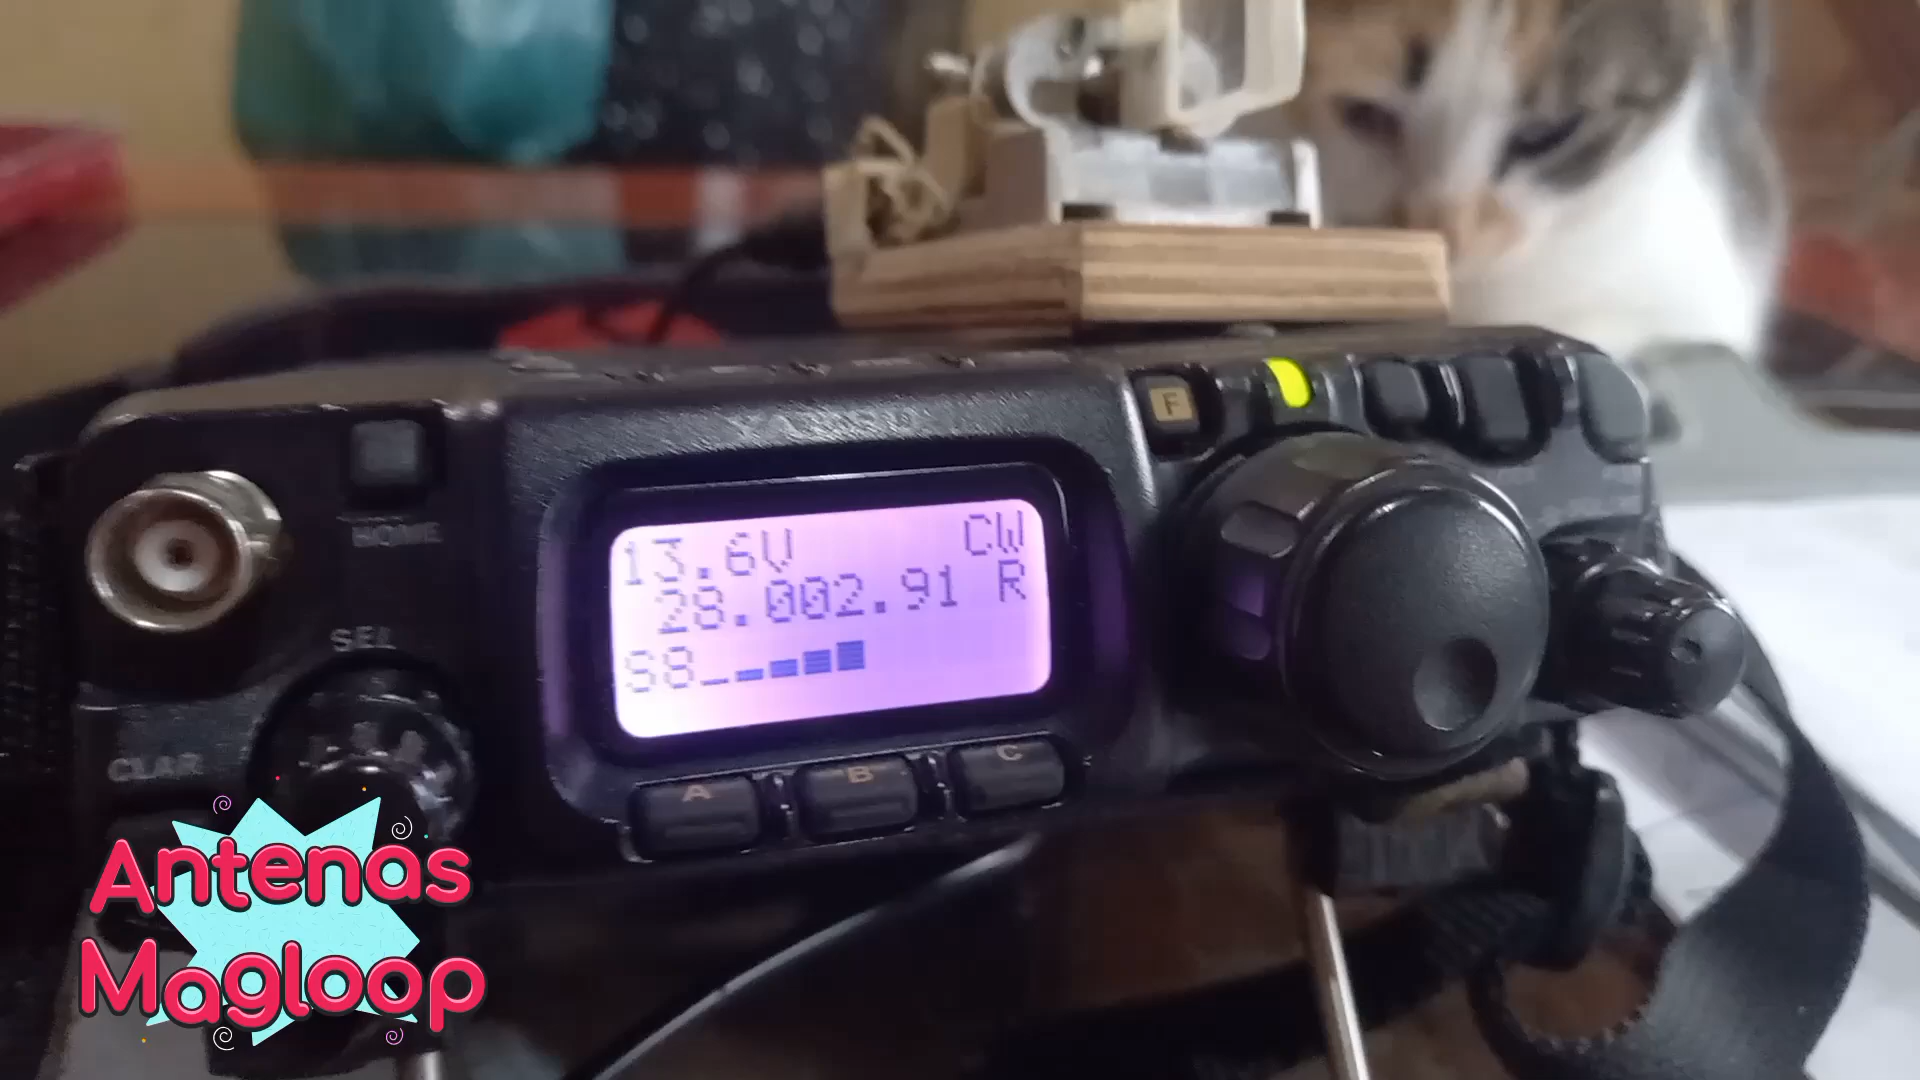 F
HOME
13.6V CW
28.002.91 R
S8
SEL
CLAR
A B C
Antenas
Magloop